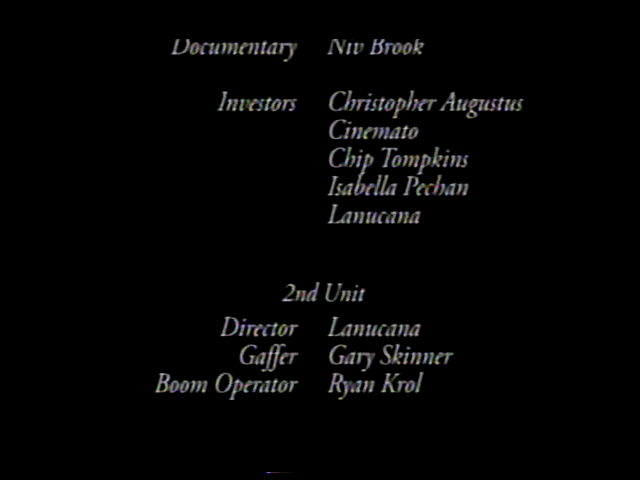 Documentary Niv Brook
Investors Christopher Augustus
Cinemato
Chip Tompkins
Isabella Pechan
Lanucana
2nd Unit
Director Lanucana
Gaffer Gary Skinner
Boom Operator Ryan Krol